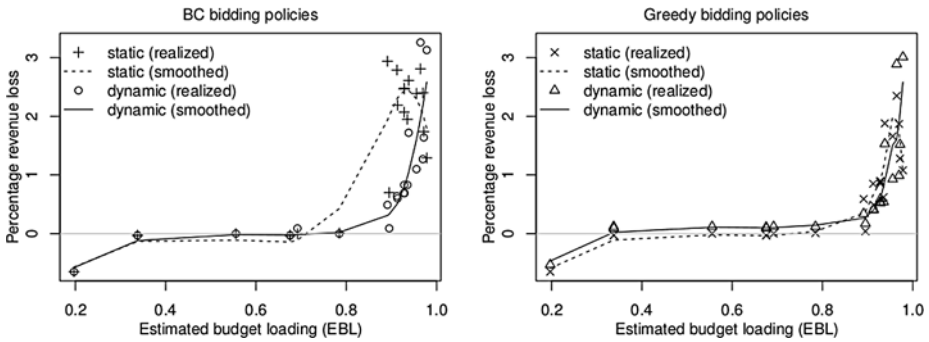 BC bidding policies
Percentage revenue loss
3
2
1
0
static (realized)
static (smoothed)
dynamic (realized)
dynamic (smoothed)
0.2 0.4 0.6 0.8 1.0
Estimated budget loading (EBL)
Greedy bidding policies
Percentage revenue loss
3
2
1
0
static (realized)
static (smoothed)
dynamic (realized)
dynamic (smoothed)
0.2 0.4 0.6 0.8 1.0
Estimated budget loading (EBL)